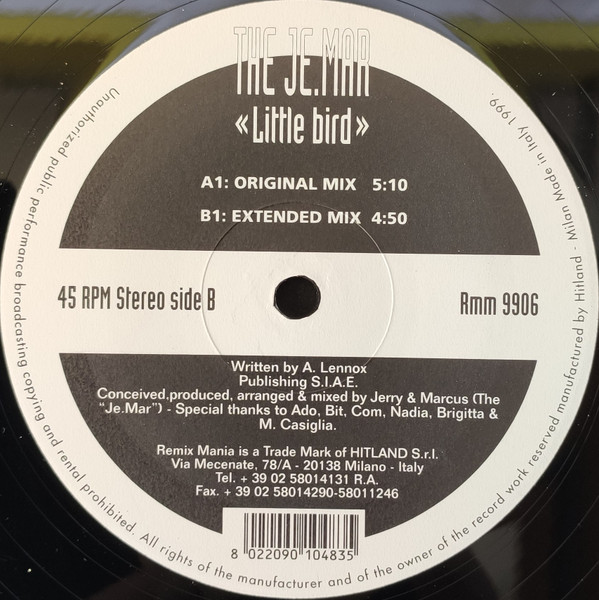 THE JE.MAR
«Little bird»
A1: ORIGINAL MIX 5:10
B1: EXTENDED MIX 4:50
45 RPM Stereo side B
Rmm 9906
Written by A. Lennox
Publishing S.I.A.E.
Conceived,produced, arranged & mixed by Jerry & Marcus (The
“Je.Mar”) - Special thanks to Ado, Bit, Com, Nadia, Brigitta &
M. Casiglia.
Remix Mania is a Trade Mark of HITLAND S.r.l.
Via Mecenate, 78/A - 20138 Milano - Italy
Tel. + 39 02 58014131 R.A.
Fax. + 39 02 58014290-58011246
8 022090 104835
Unauthorized public performance broadcasting copying and rental prohibited. All rights of the manufacturer and of the owner of the record work reserved manufactured by Hitland - Milan Made in Italy 1999.